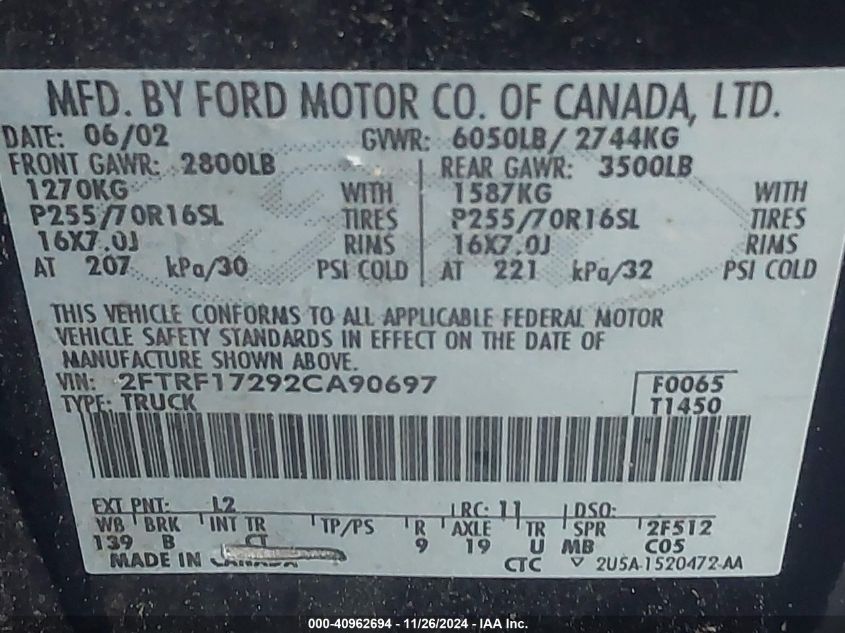 MFD. BY FORD MOTOR CO. OF CANADA, LTD.
DATE: 06/02 GVWR: 6050LB/ 2744KG
FRONT GAWR: 2800LB REAR GAWR: 3500LB
1270KG WITH 1587KG WITH
P255/70R16SL TIRES P255/70R16SL TIRES
16X7.0J RIMS 16X7.0J RIMS
AT 207 kPa/30 PSI COLD AT 221 kPa/32 PSI COLD
THIS VEHICLE CONFORMS TO ALL APPLICABLE FEDERAL MOTOR
VEHICLE SAFETY STANDARDS IN EFFECT ON THE DATE OF
MANUFACTURE SHOWN ABOVE.
VIN: 2FTRF17292CA90697 F0065
TYPE: TRUCK T1450
EXT PNT: L2 RC: 11 DSO:
WB BRK INT TR TP/PS R AXLE TR SPR 2F512
139 B CT 9 19 U MB C05
MADE IN CANADA CTC 2U5A-1520472-AA
000-40962694 - 11/26/2024 - IAA Inc.